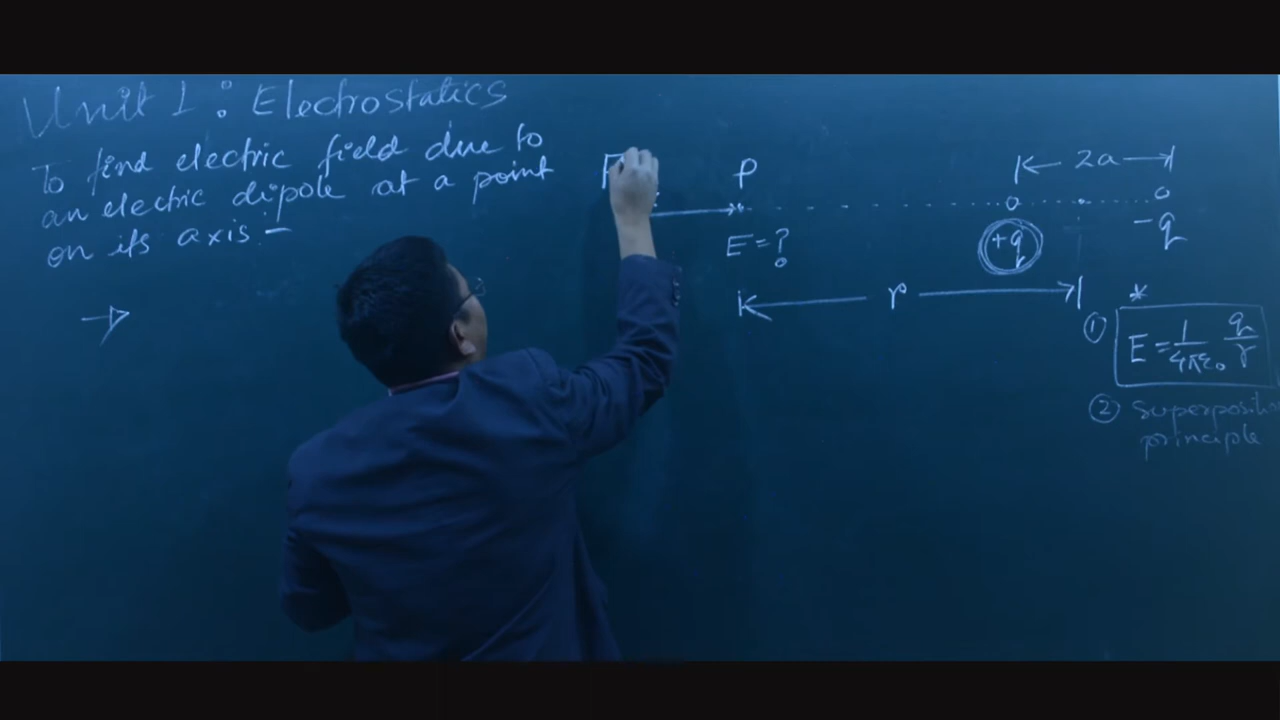 Unit 1 : Electrostatics
To find electric field due to
an electric dipole at a point
on its axis :-
P
E = ?
r
2a
+q
-q
*
① E = 1/4πε₀ q/r
② superpositi
principle